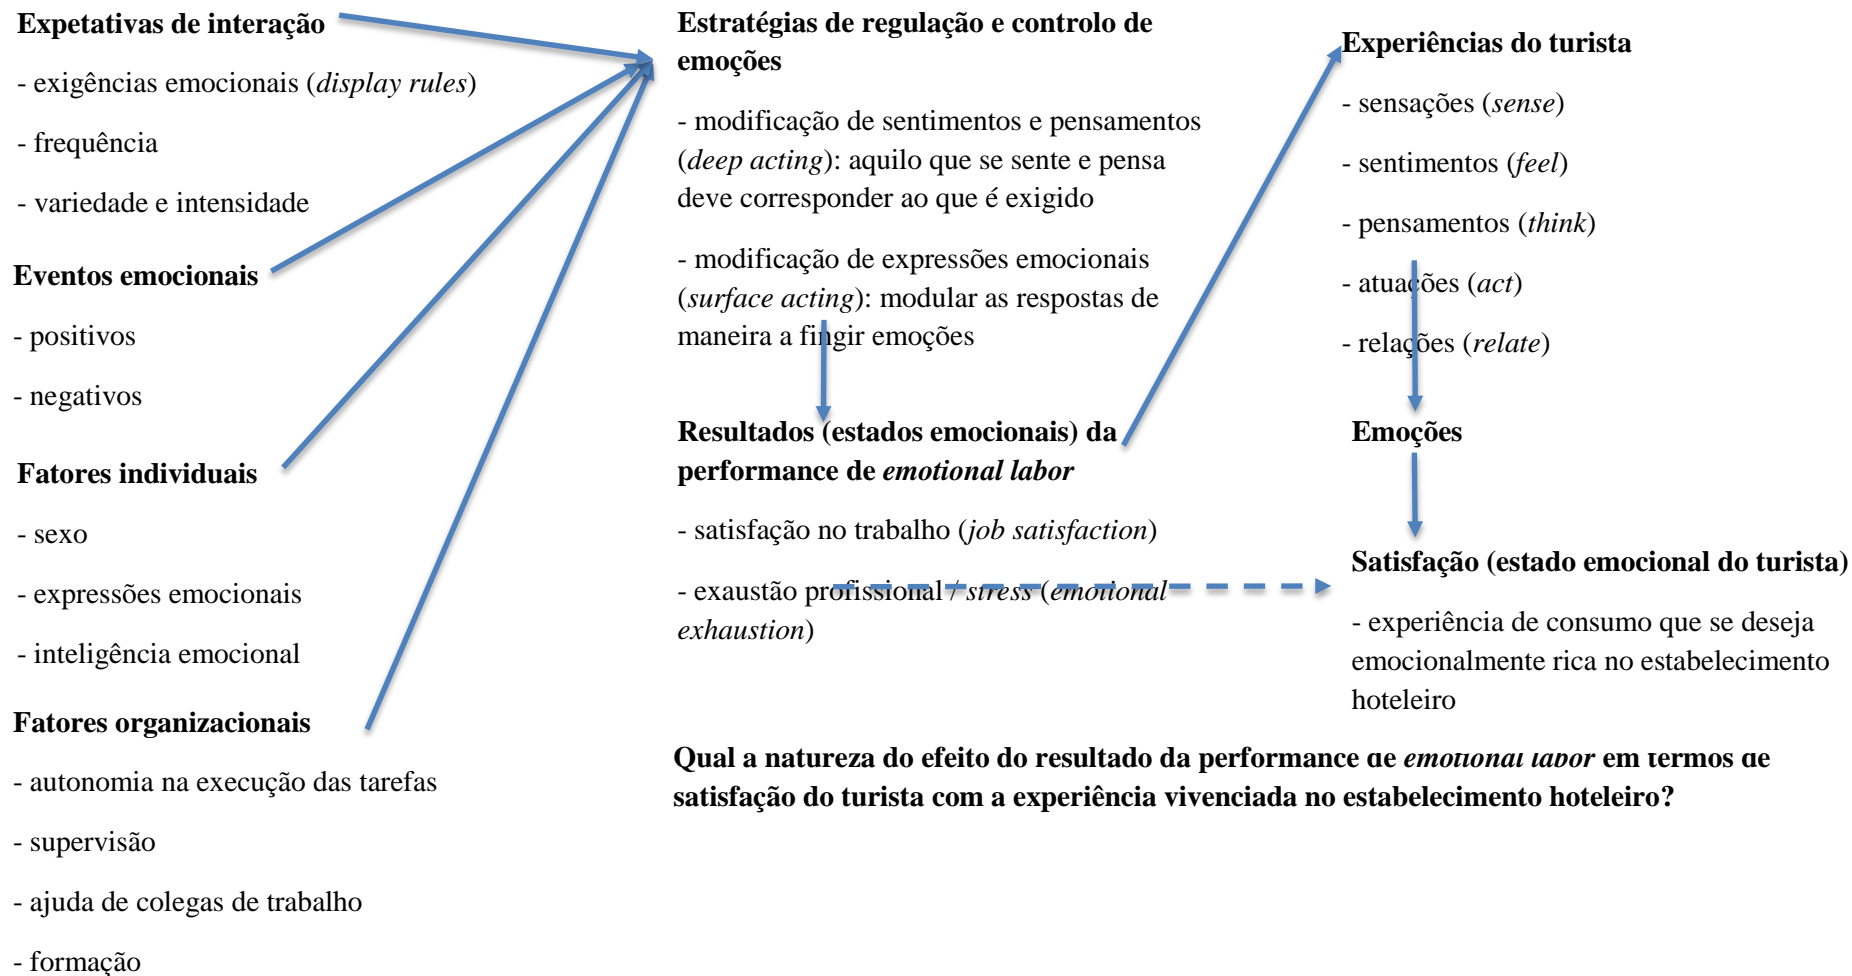 Expetativas de interação
- exigências emocionais (display rules)
- frequência
- variedade e intensidade
Eventos emocionais
- positivos
- negativos
Fatores individuais
- sexo
- expressões emocionais
- inteligência emocional
Fatores organizacionais
- autonomia na execução das tarefas
- supervisão
- ajuda de colegas de trabalho
- formação
Estratégias de regulação e controlo de
emoções
- modificação de sentimentos e pensamentos
(deep acting): aquilo que se sente e pensa
deve corresponder ao que é exigido
- modificação de expressões emocionais
(surface acting): modular as respostas de
maneira a fingir emoções
Resultados (estados emocionais) da
performance de emotional labor
- satisfação no trabalho (job satisfaction)
- exaustão profissional / stress (emotional
exhaustion)
Experiências do turista
- sensações (sense)
- sentimentos (feel)
- pensamentos (think)
- atuações (act)
- relações (relate)
Emoções
Satisfação (estado emocional do turista)
- experiência de consumo que se deseja
emocionalmente rica no estabelecimento
hoteleiro
Qual a natureza do efeito do resultado da performance de emotional labor em termos de
satisfação do turista com a experiência vivenciada no estabelecimento hoteleiro?